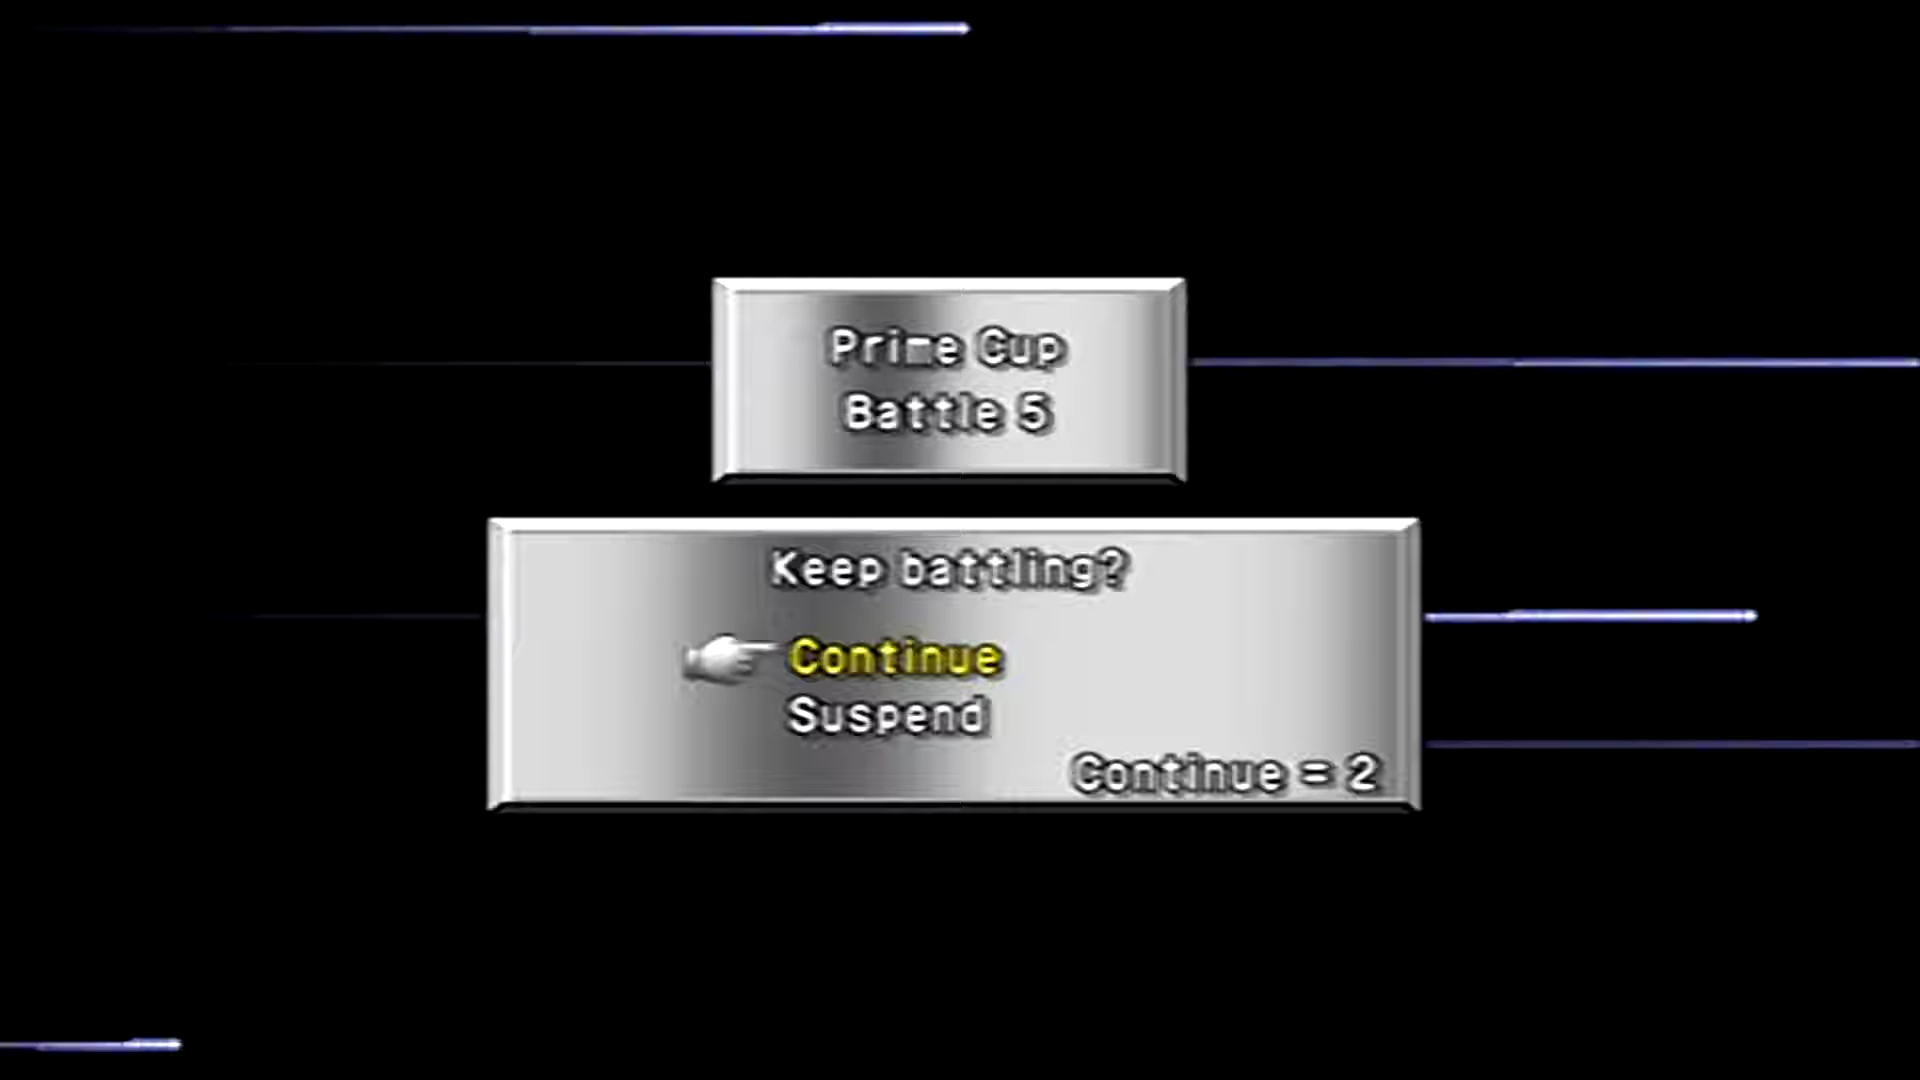 Prime Cup
Battle 5
Keep battling?
Continue
Suspend
Continue = 2